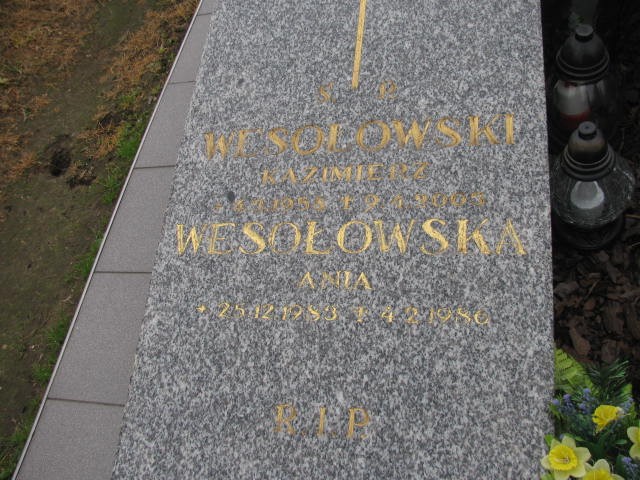 Ś. P.
WESOŁOWSKI
KAZIMIERZ
WESOŁOWSKA
ANIA
* 25.12.1983 † 4.2.1986
R.I.P.